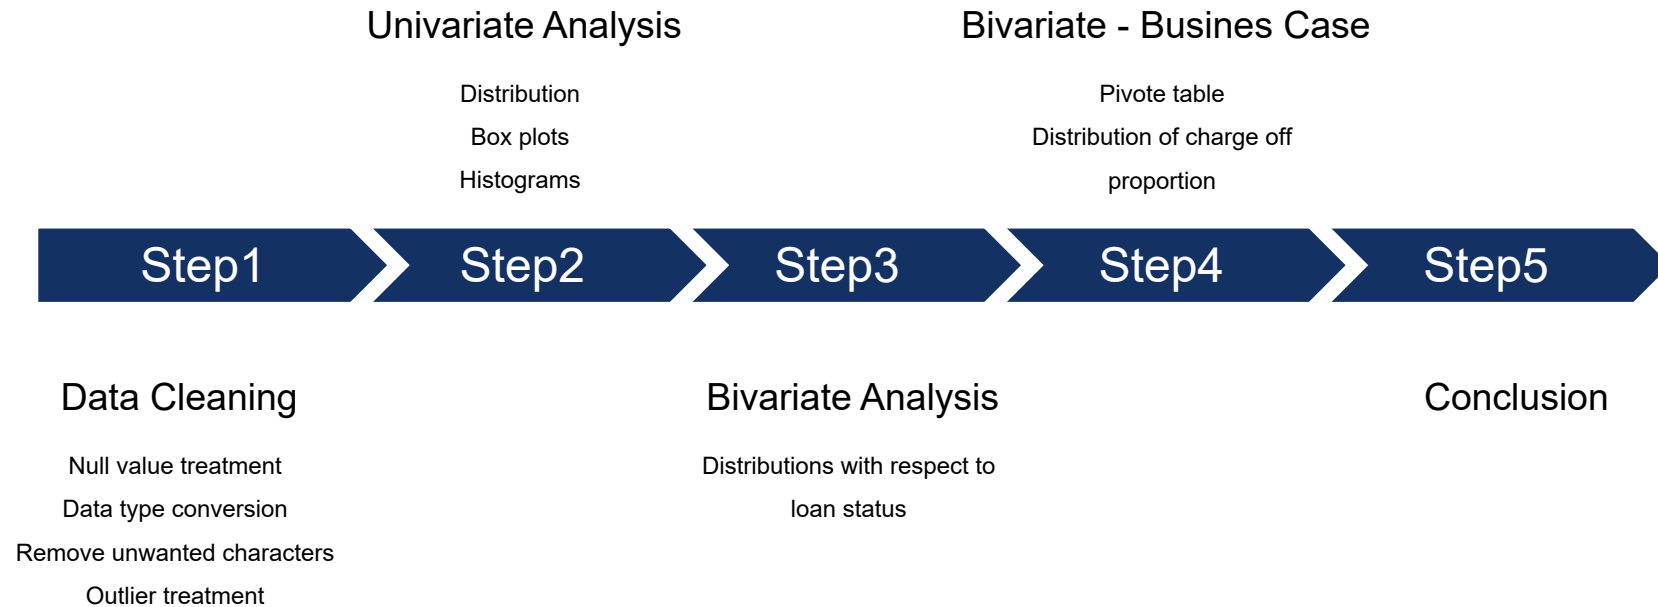 Univariate Analysis
Distribution
Box plots
Histograms
Bivariate - Busines Case
Pivote table
Distribution of charge off
proportion
Step1
Step2
Step3
Step4
Step5
Data Cleaning
Null value treatment
Data type conversion
Remove unwanted characters
Outlier treatment
Bivariate Analysis
Distributions with respect to
loan status
Conclusion